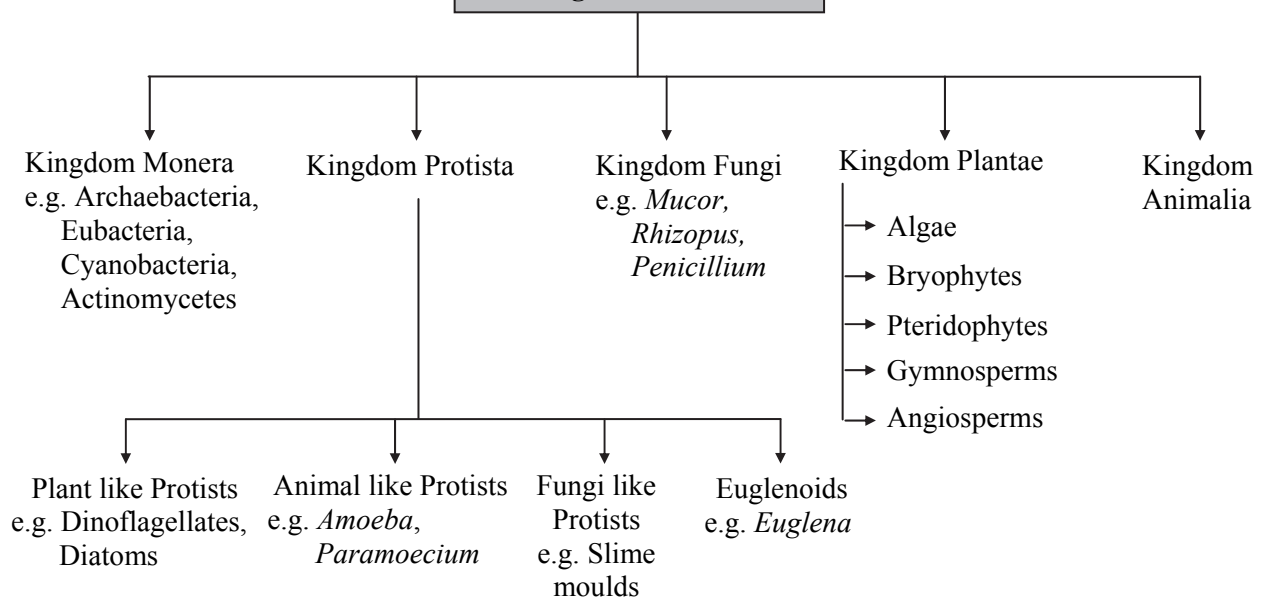 Kingdom Monera
e.g. Archaebacteria,
Eubacteria,
Cyanobacteria,
Actinomycetes
Kingdom Protista
Kingdom Fungi
e.g. Mucor,
Rhizopus,
Penicillium
Kingdom Plantae
Algae
Bryophytes
Pteridophytes
Gymnosperms
Angiosperms
Kingdom
Animalia
Plant like Protists
e.g. Dinoflagellates,
Diatoms
Animal like Protists
e.g. Amoeba,
Paramoecium
Fungi like
Protists
e.g. Slime
moulds
Euglenoids
e.g. Euglena